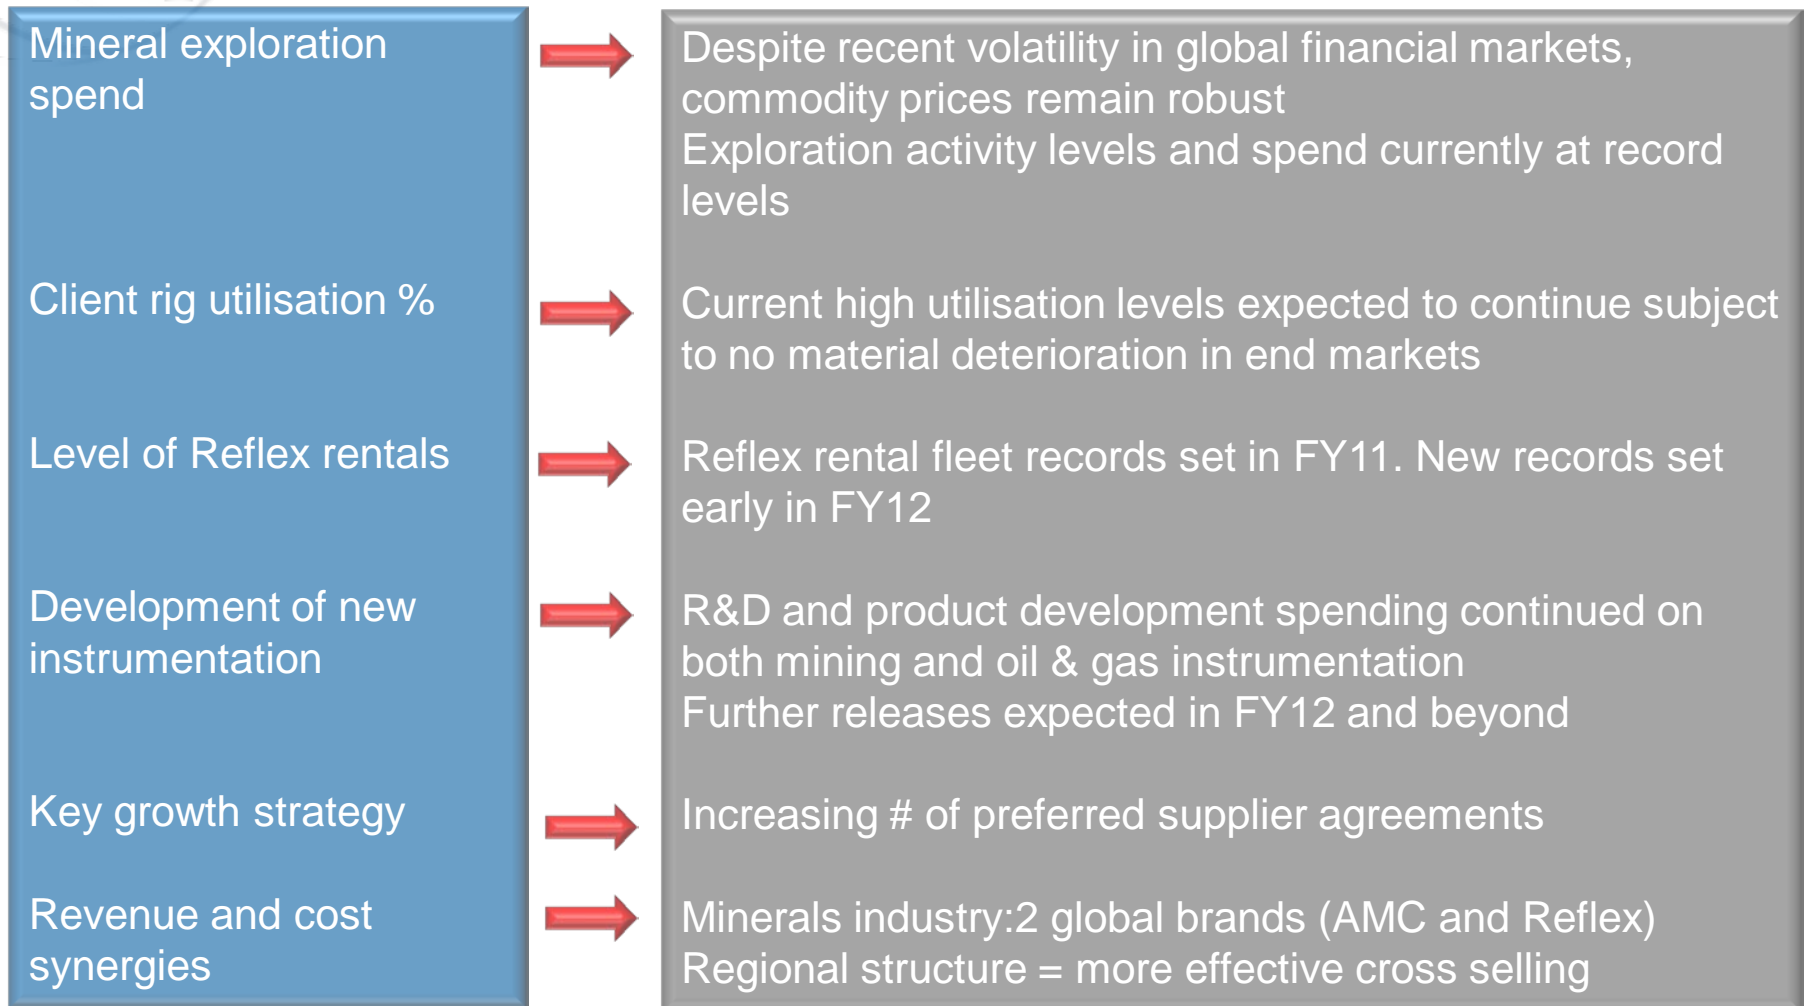 Mineral exploration
spend
Despite recent volatility in global financial markets,
commodity prices remain robust
Exploration activity levels and spend currently at record
levels
Client rig utilisation %
Current high utilisation levels expected to continue subject
to no material deterioration in end markets
Level of Reflex rentals
Reflex rental fleet records set in FY11. New records set
early in FY12
Development of new
instrumentation
R&D and product development spending continued on
both mining and oil & gas instrumentation
Further releases expected in FY12 and beyond
Key growth strategy
Increasing # of preferred supplier agreements
Revenue and cost
synergies
Minerals industry:2 global brands (AMC and Reflex)
Regional structure = more effective cross selling